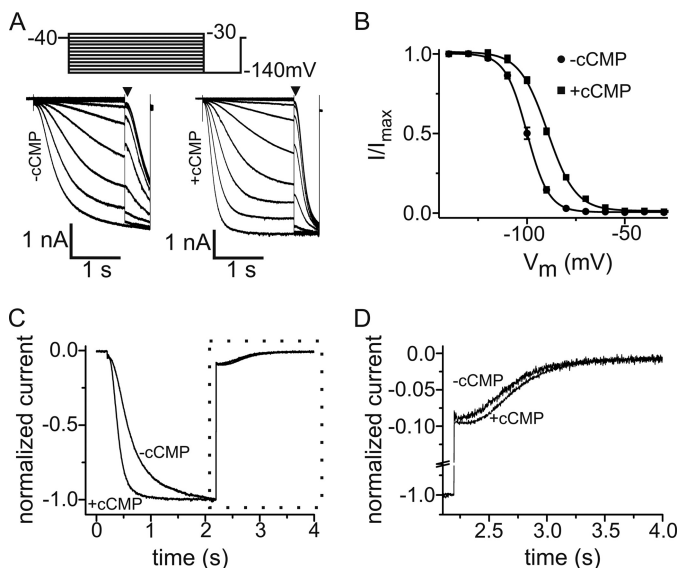 A
-40
-30
-140mV
-cCMP
+cCMP
1 nA
1 s
1 nA
1 s
B
I/Imax
1.0
0.5
0.0
-cCMP
+cCMP
-100
-50
Vm (mV)
C
normalized current
0.0
-0.5
-1.0
-cCMP
+cCMP
0
1
2
3
4
time (s)
D
normalized current
0.0
-0.05
-0.10
-1.0
-cCMP
+cCMP
2.5
3.0
3.5
4.0
time (s)